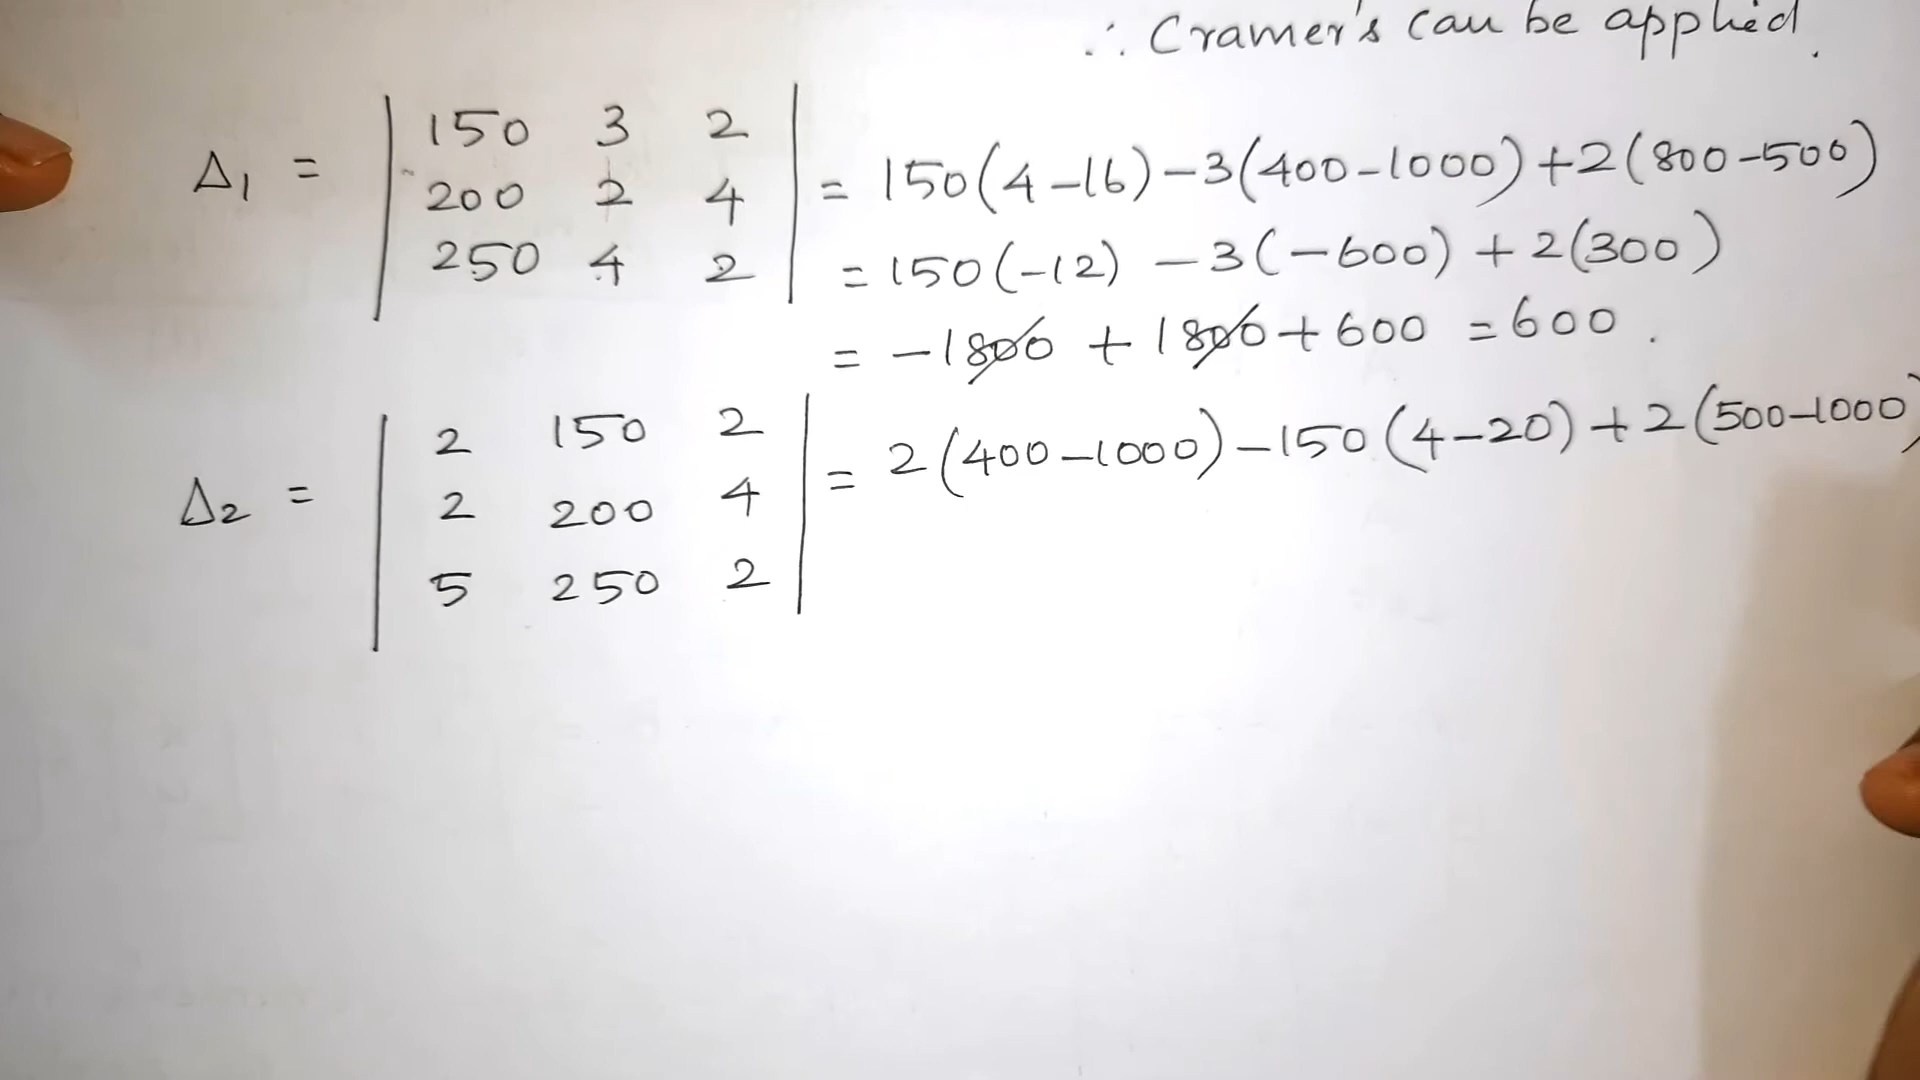 ∴ Cramer's can be applied.
Δ1 = | 150 3 2 | = 150(4-16)-3(400-1000)+2(800-500)
| 200 2 4 |
| 250 4 2 | = 150(-12) -3(-600) + 2(300)
= -1800 + 1800 + 600 = 600.
Δ2 = | 2 150 2 | = 2(400-1000)-150(4-20)+2(500-1000)
| 2 200 4 |
| 5 250 2 |